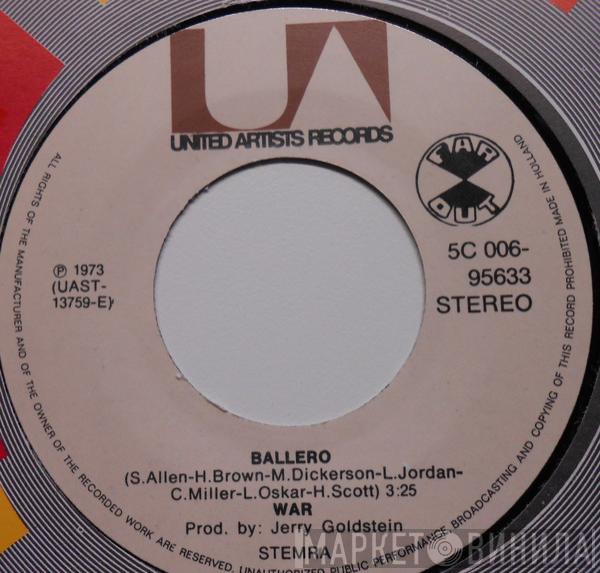 UA
UNITED ARTISTS RECORDS
FAR
OUT
5C 006-
95633
STEREO
℗ 1973
(UAST-
13759-E)
BALLERO
(S.Allen-H.Brown-M.Dickerson-L.Jordan-
C.Miller-L.Oskar-H.Scott) 3:25
WAR
Prod. by: Jerry Goldstein
STEMRA
ALL RIGHTS OF THE MANUFACTURER AND OF THE OWNER OF THE RECORDED WORK ARE RESERVED. UNAUTHORIZED PUBLIC PERFORMANCE, BROADCASTING AND COPYING OF THIS RECORD PROHIBITED MADE IN HOLLAND
МАРКЕТ ВИНИЛА